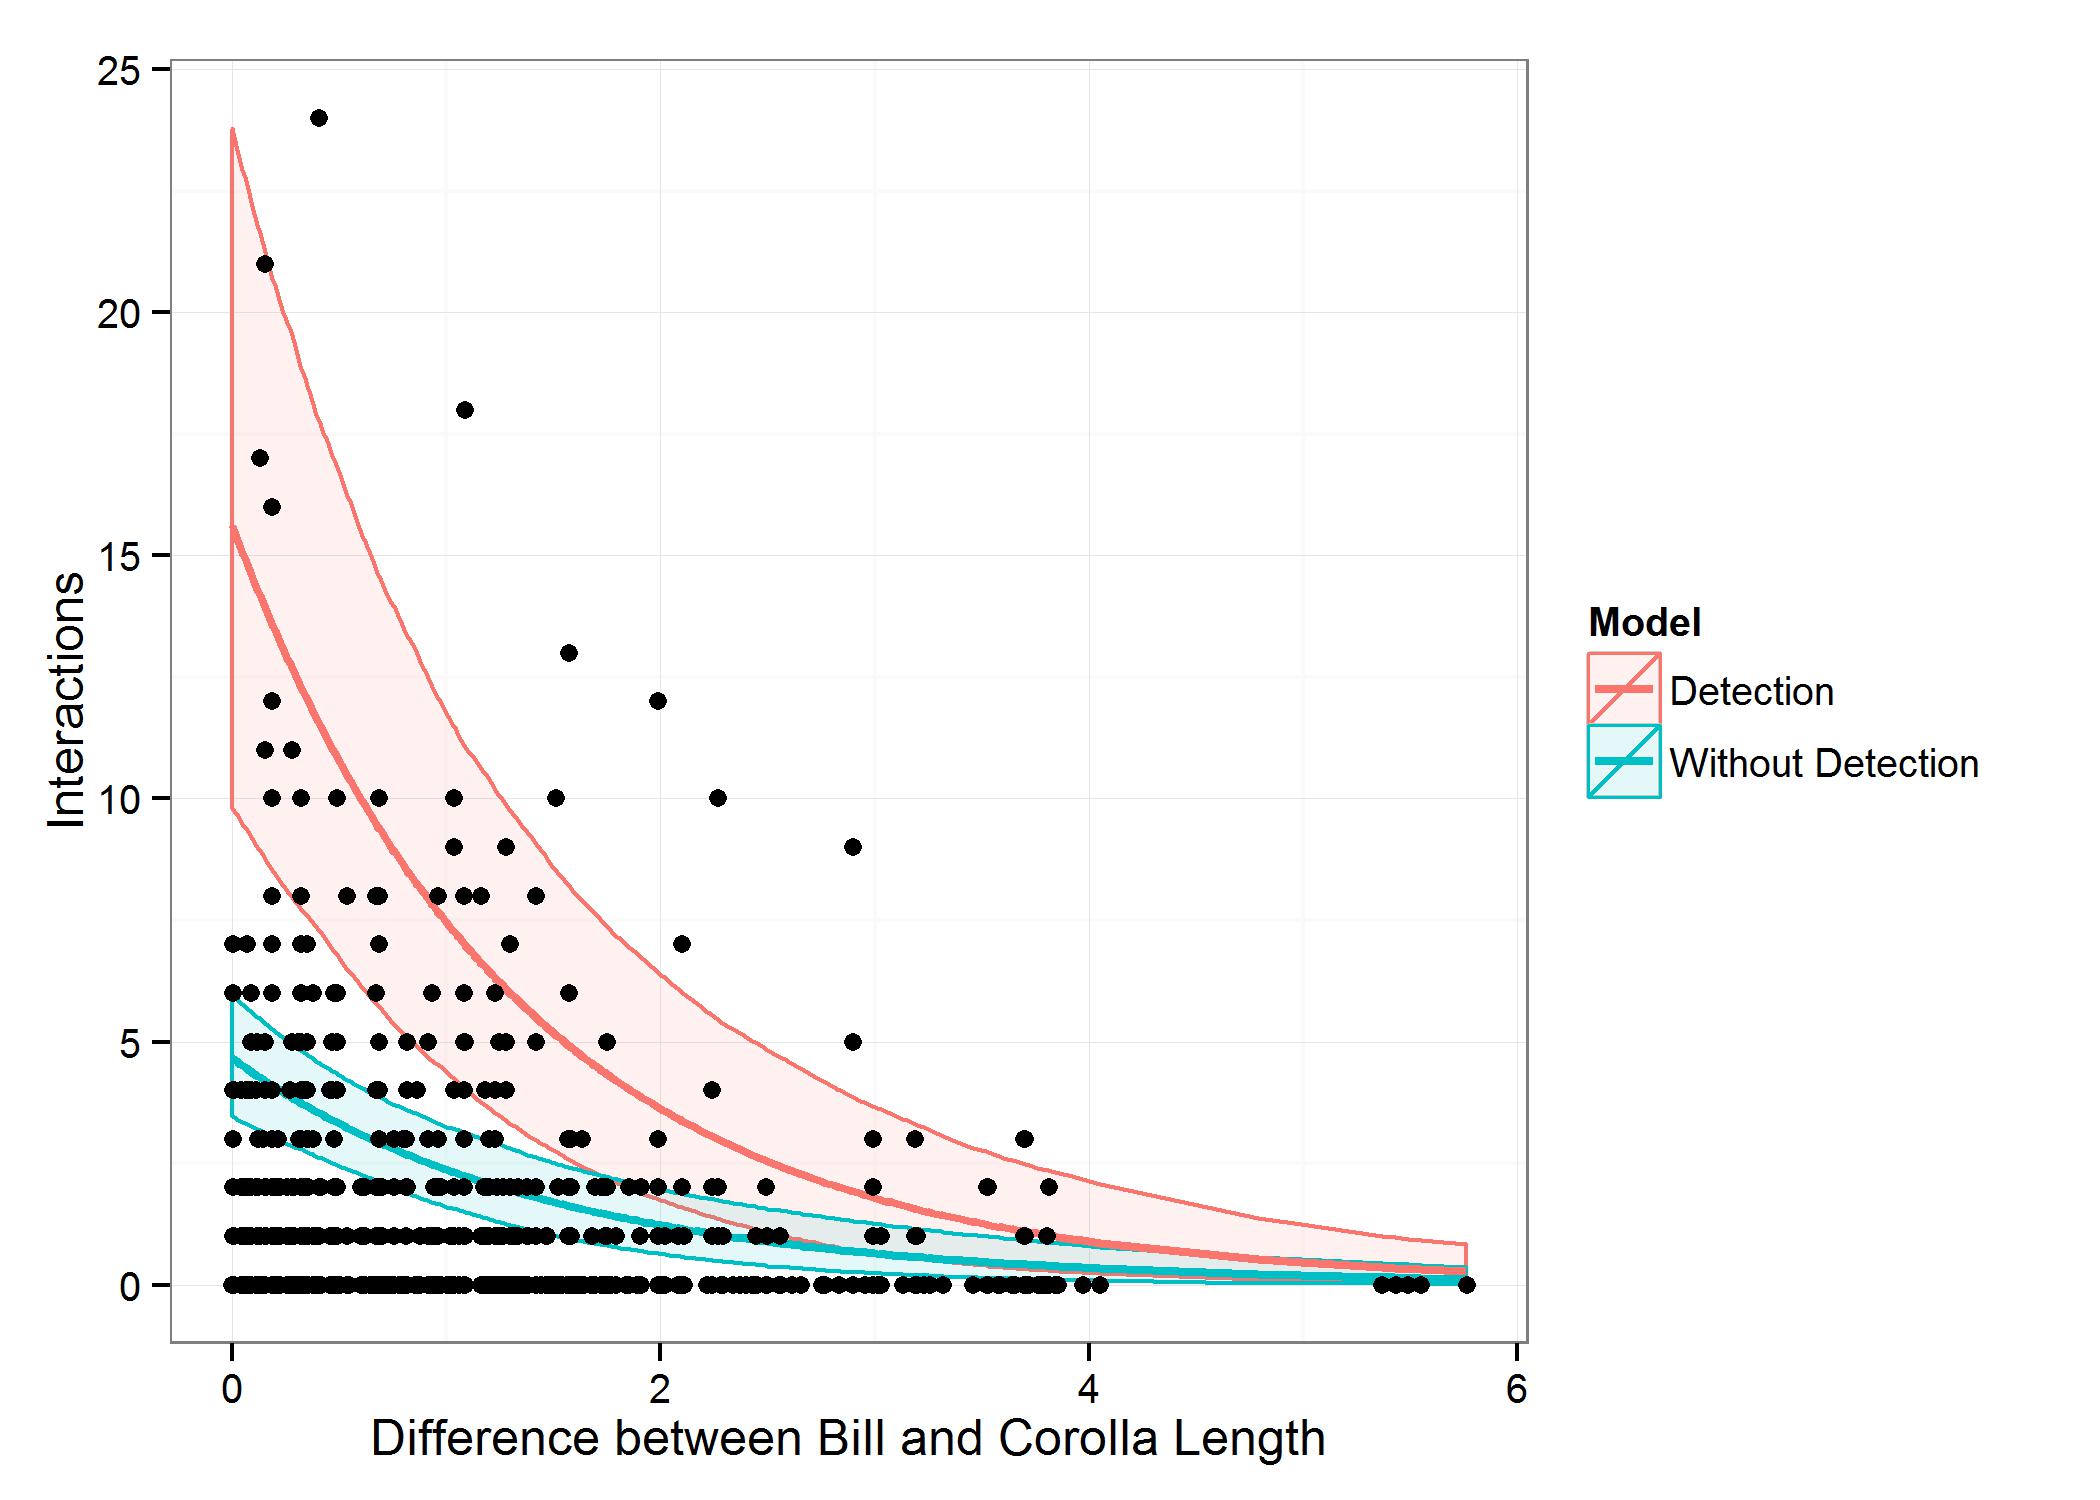 25
20
15
10
5
0
Interactions
0 2 4 6
Difference between Bill and Corolla Length
Model
Detection
Without Detection